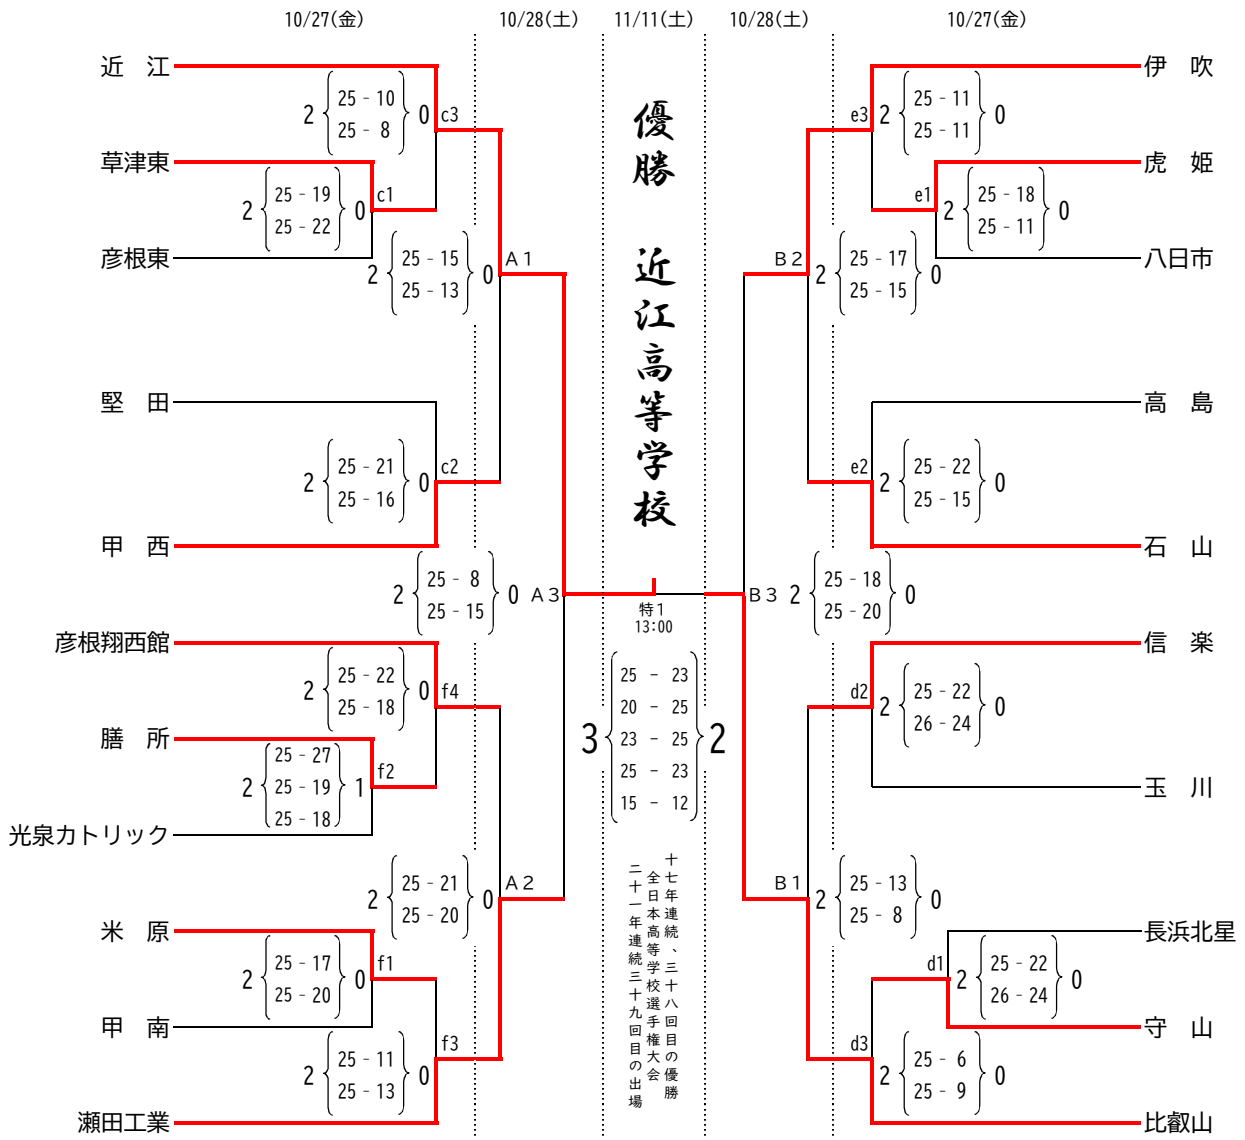 10/27(金)
10/28(土)
11/11(土)
10/28(土)
10/27(金)
近 江
2 25 - 10 0 c3
25 - 8
草津東
2 25 - 19 0 c1
25 - 22
彦根東
2 25 - 15 0 A1
25 - 13
堅 田
2 25 - 21 0 c2
25 - 16
甲 西
2 25 - 8 0 A3
25 - 15
彦根翔西館
2 25 - 22 0 f4
25 - 18
膳 所
2 25 - 27 1 f2
25 - 19
25 - 18
光泉カトリック
2 25 - 21 0 A2
25 - 20
米 原
2 25 - 17 0 f1
25 - 20
甲 南
2 25 - 11 0 f3
25 - 13
瀬田工業
優勝 近江高等学校
特1
13:00
3 25 - 23 2
20 - 25
23 - 25
25 - 23
15 - 12
十七年連続、三十八回目の優勝
全日本高等学校選手権大会
二十一年連続三十九回目の出場
伊 吹
e3 2 25 - 11 0
25 - 11
虎 姫
e1 2 25 - 18 0
25 - 11
八日市
B2 2 25 - 17 0
25 - 15
高 島
e2 2 25 - 22 0
25 - 15
石 山
B3 2 25 - 18 0
25 - 20
信 楽
d2 2 25 - 22 0
26 - 24
玉 川
B1 2 25 - 13 0
25 - 8
長浜北星
d1 2 25 - 22 0
26 - 24
守 山
d3 2 25 - 6 0
25 - 9
比叡山